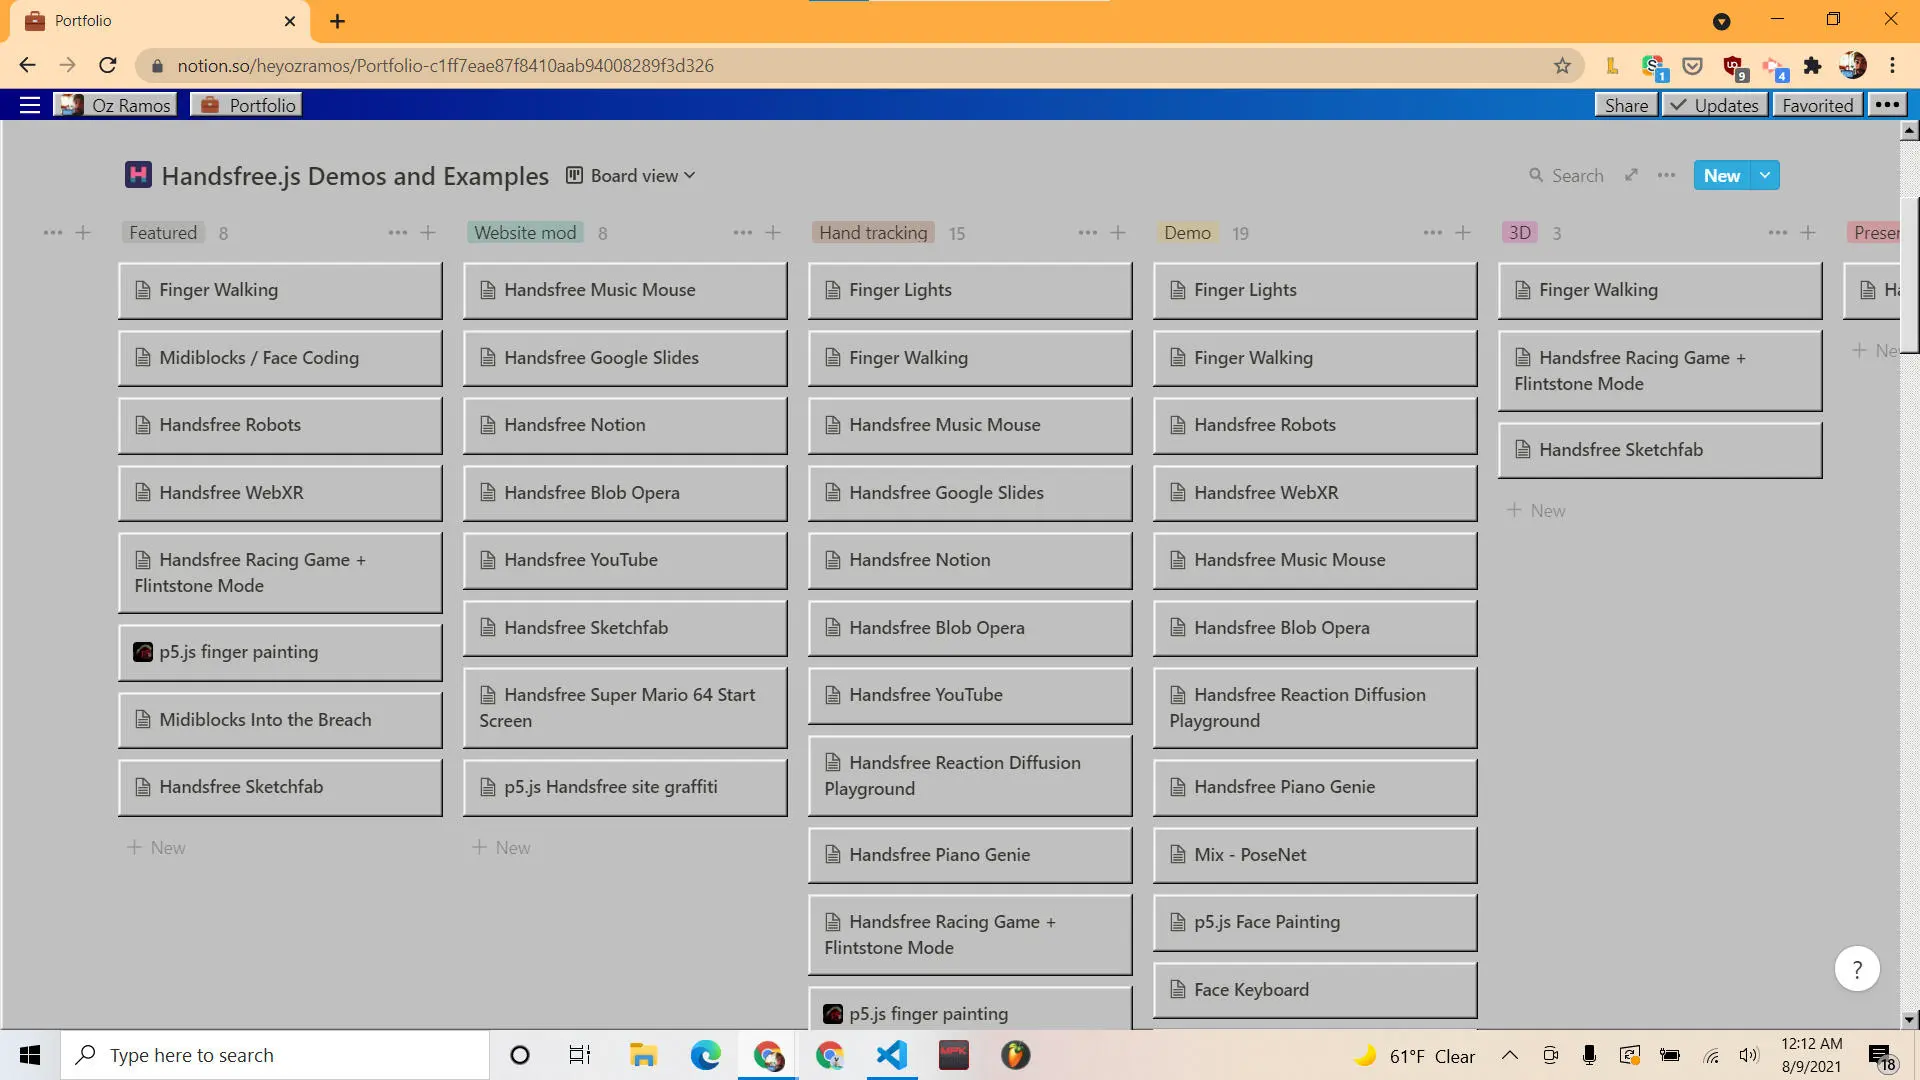 Portfolio
notion.so/heyozramos/Portfolio-c1ff7eae87f8410aab94008289f3d326
1
9
4
Oz Ramos
Portfolio
Share
Updates
Favorited
Handsfree.js Demos and Examples
Board view
Search
New
Featured 8
Finger Walking
Midiblocks / Face Coding
Handsfree Robots
Handsfree WebXR
Handsfree Racing Game +
Flintstone Mode
p5.js finger painting
Midiblocks Into the Breach
Handsfree Sketchfab
+ New
Website mod 8
Handsfree Music Mouse
Handsfree Google Slides
Handsfree Notion
Handsfree Blob Opera
Handsfree YouTube
Handsfree Sketchfab
Handsfree Super Mario 64 Start
Screen
p5.js Handsfree site graffiti
+ New
Hand tracking 15
Finger Lights
Finger Walking
Handsfree Music Mouse
Handsfree Google Slides
Handsfree Notion
Handsfree Blob Opera
Handsfree YouTube
Handsfree Reaction Diffusion
Playground
Handsfree Piano Genie
Handsfree Racing Game +
Flintstone Mode
p5.js finger painting
Demo 19
Finger Lights
Finger Walking
Handsfree Robots
Handsfree WebXR
Handsfree Music Mouse
Handsfree Blob Opera
Handsfree Reaction Diffusion
Playground
Handsfree Piano Genie
Mix - PoseNet
p5.js Face Painting
Face Keyboard
3D 3
Finger Walking
Handsfree Racing Game +
Flintstone Mode
Handsfree Sketchfab
+ New
Presen
Ha
+ Ne
?
Type here to search
MPK
61°F Clear
12:12 AM
8/9/2021
18